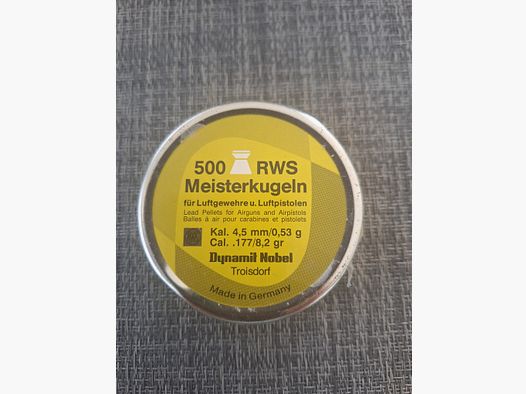 500 RWS
Meisterkugeln
für Luftgewehre u. Luftpistolen
Lead Pellets for Airguns and Airpistols
Balles à air pour carabines et pistolets
Kal. 4,5 mm/0,53 g
Cal. .177/8,2 gr
Dynamit Nobel
Troisdorf
Made in Germany